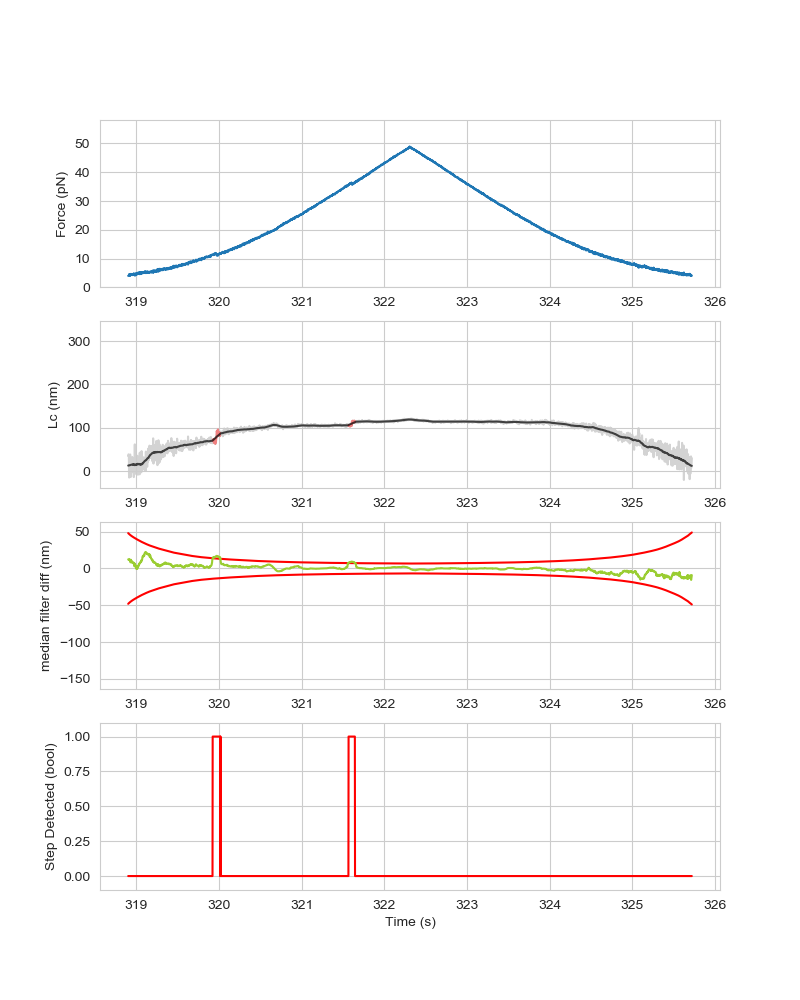 50
40
30
20
10
0
Force (pN)
319 320 321 322 323 324 325 326
300
200
100
0
Lc (nm)
319 320 321 322 323 324 325 326
50
0
−50
−100
−150
median filter diff (nm)
319 320 321 322 323 324 325 326
1.00
0.75
0.50
0.25
0.00
Step Detected (bool)
319 320 321 322 323 324 325 326
Time (s)